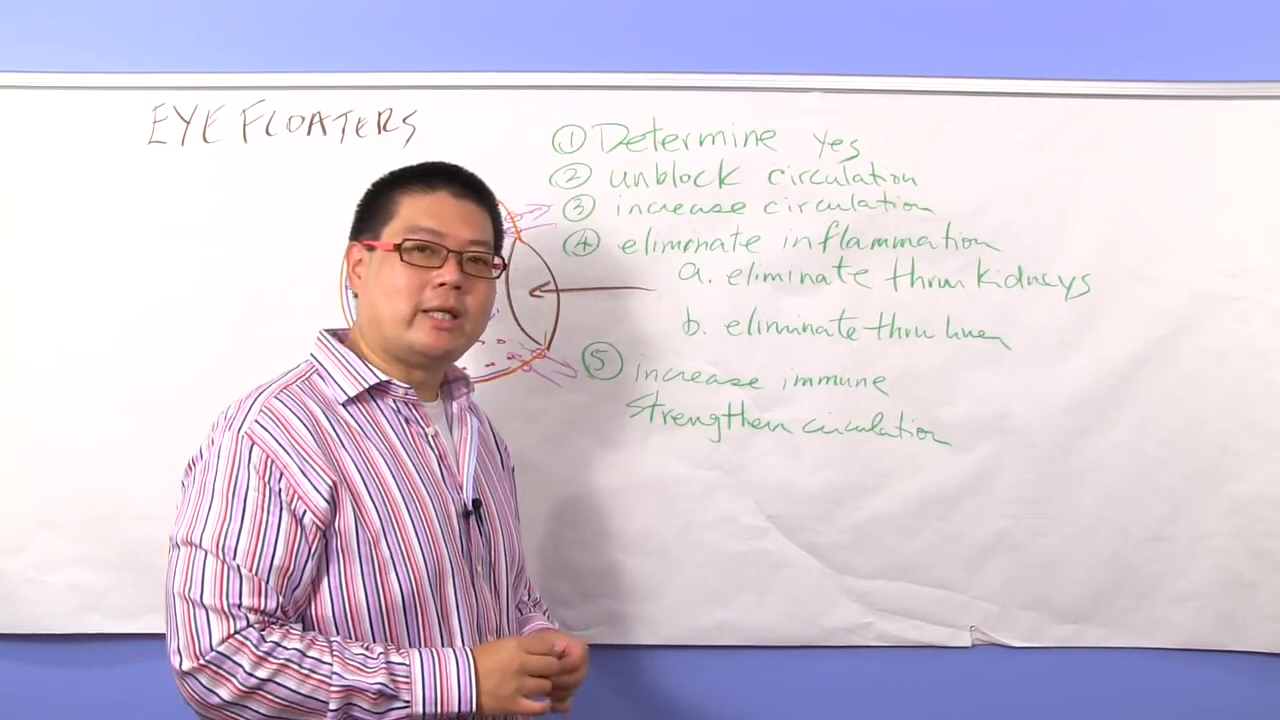 EYE FLOATERS
① Determine yes
② unblock circulation
③ increase circulation
④ eliminate inflammation
a. eliminate thru kidneys
b. eliminate thru liver
⑤ increase immune
strengthen circulation